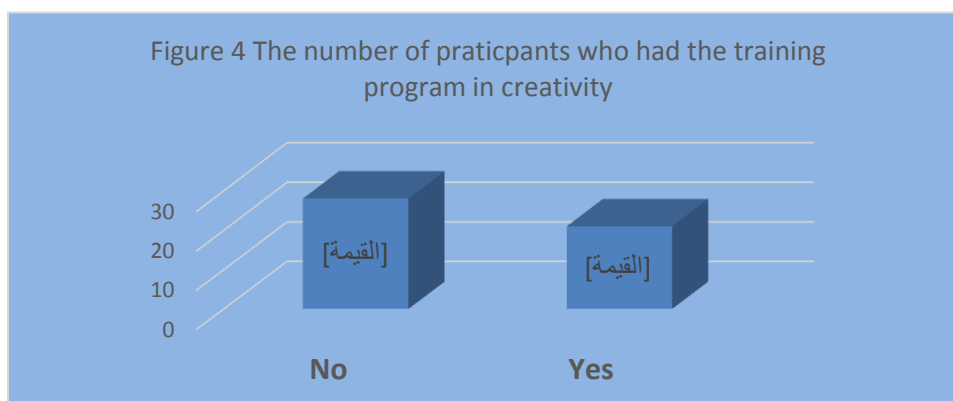 Figure 4 The number of praticpants who had the training
program in creativity
30
20
10
0
[القيمة]
[القيمة]
No
Yes